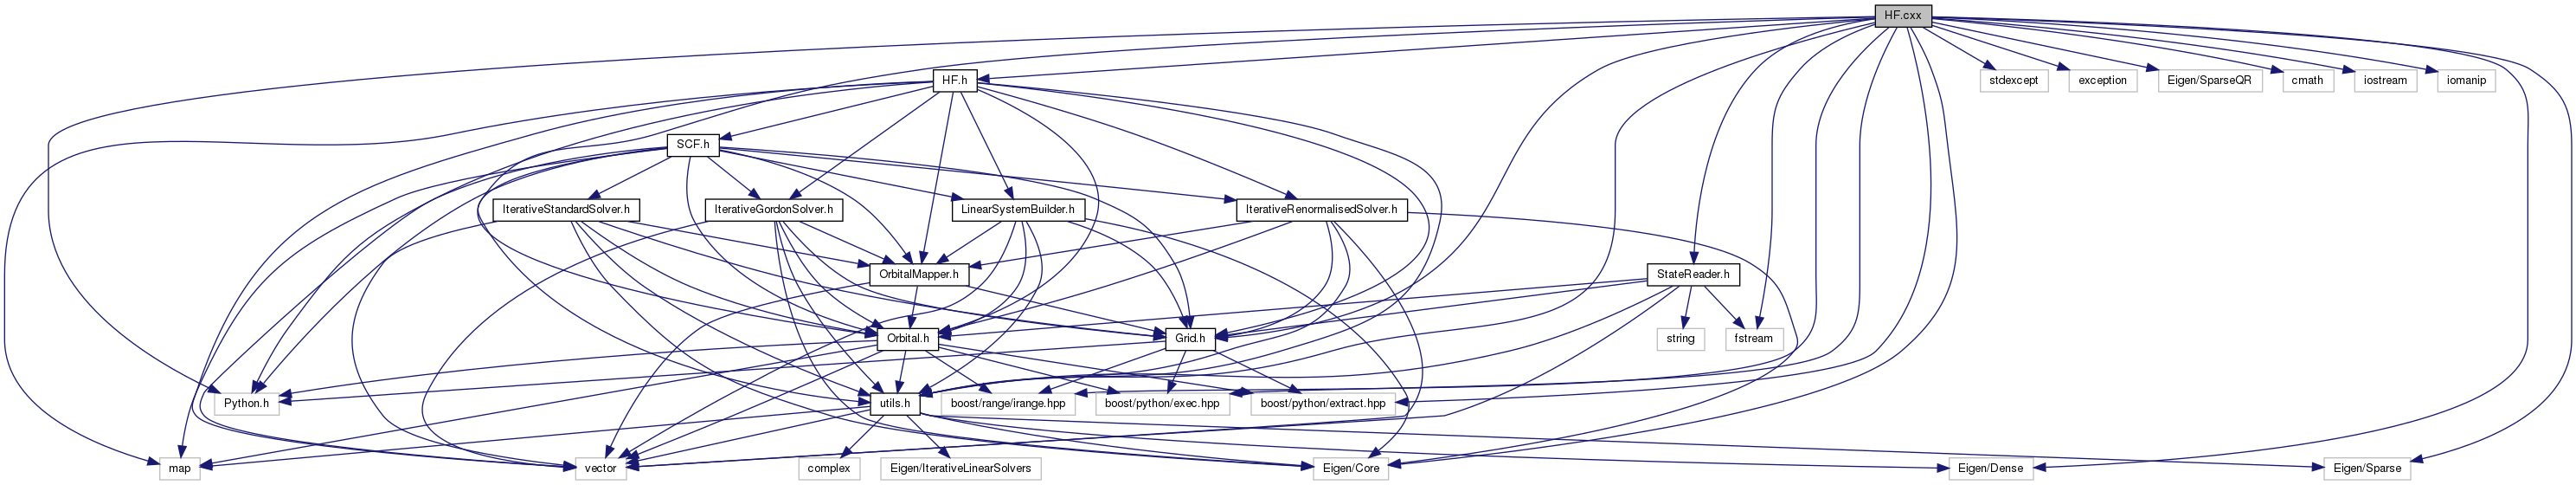 HF.cxx
HF.h
stdexcept
exception
Eigen/SparseQR
cmath
iostream
iomanip
SCF.h
IterativeStandardSolver.h
IterativeGordonSolver.h
LinearSystemBuilder.h
IterativeRenormalisedSolver.h
OrbitalMapper.h
StateReader.h
Orbital.h
Grid.h
string
fstream
Python.h
utils.h
boost/range/irange.hpp
boost/python/exec.hpp
boost/python/extract.hpp
map
vector
complex
Eigen/IterativeLinearSolvers
Eigen/Core
Eigen/Dense
Eigen/Sparse